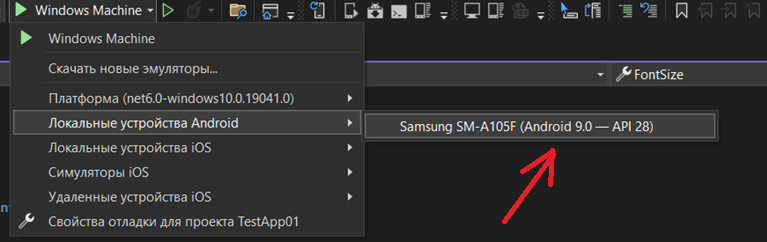 Windows Machine
Windows Machine
Скачать новые эмуляторы...
FontSize
Платформа (net6.0-windows10.0.19041.0)
Локальные устройства Android
Samsung SM-A105F (Android 9.0 — API 28)
Локальные устройства iOS
Симуляторы iOS
Удаленные устройства iOS
Свойства отладки для проекта TestApp01